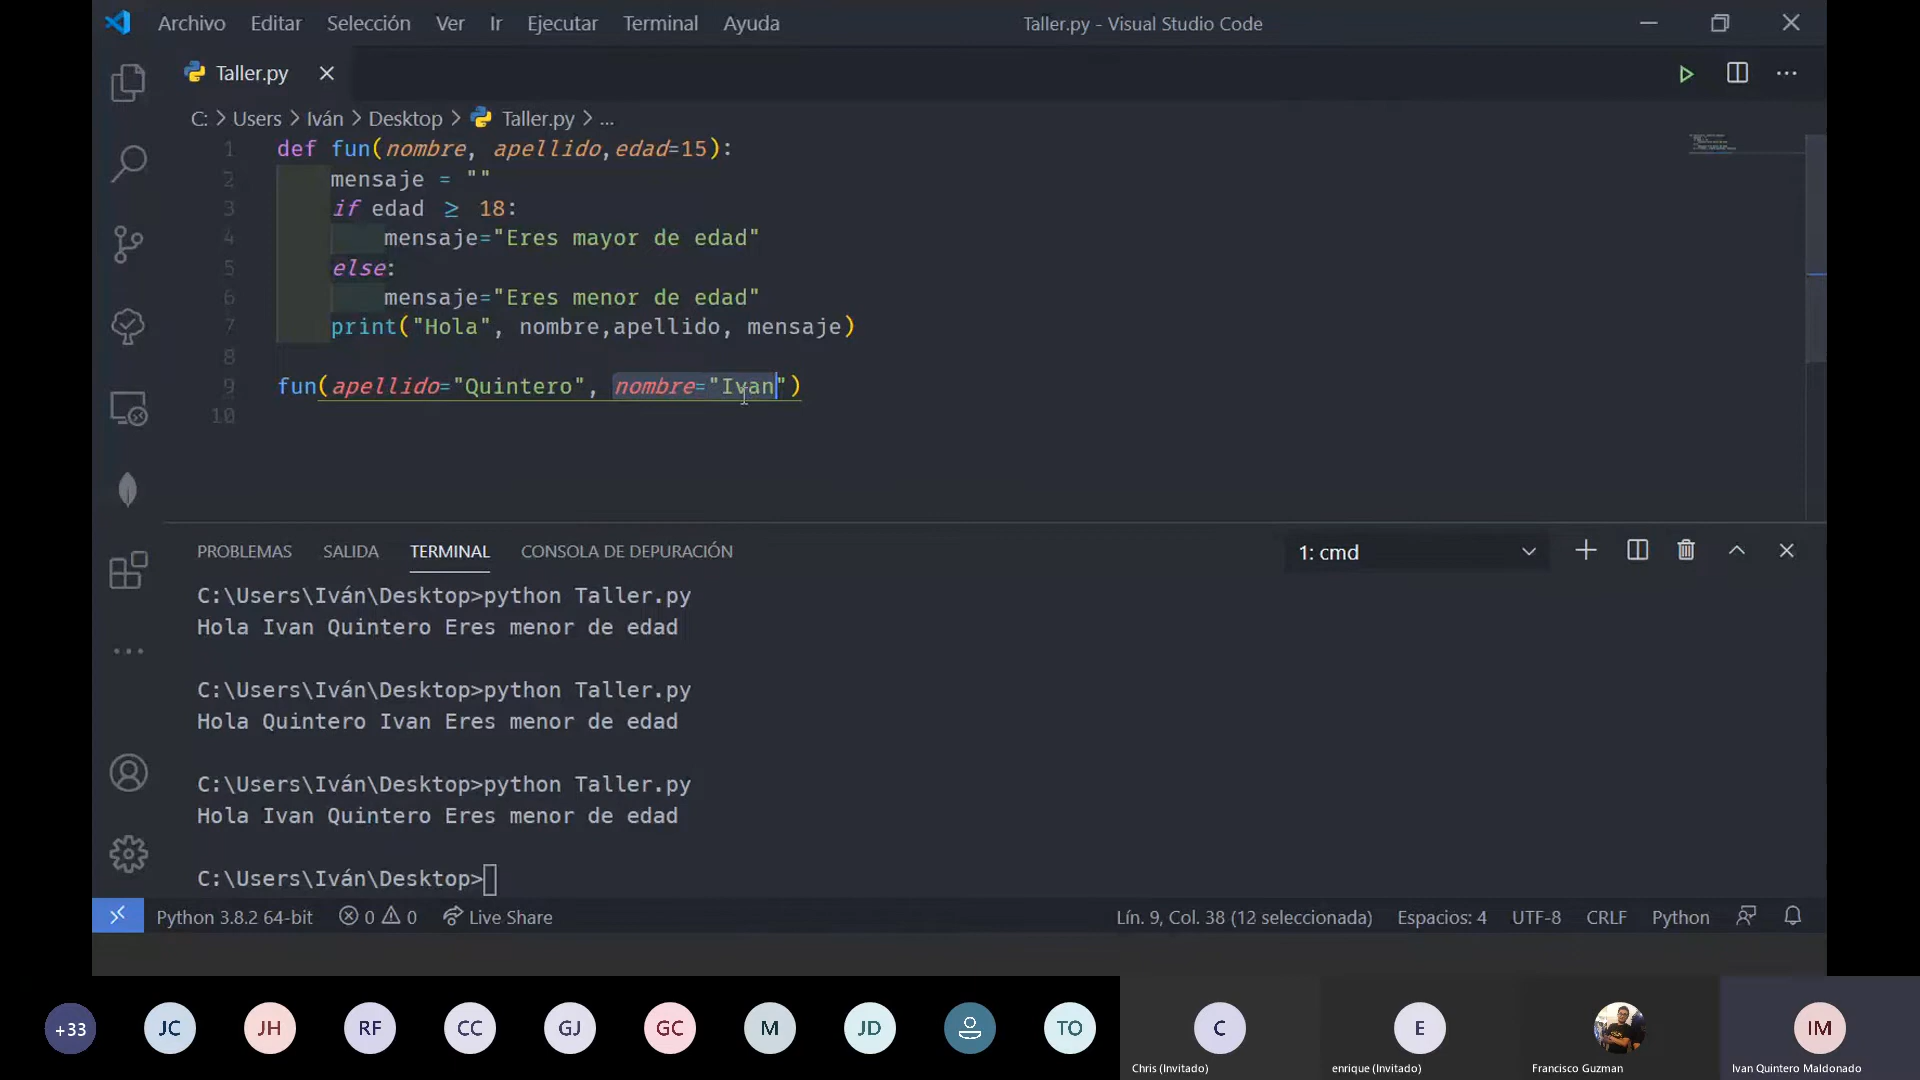 Archivo Editar Selección Ver Ir Ejecutar Terminal Ayuda Taller.py - Visual Studio Code
Taller.py
C: > Users > Iván > Desktop > Taller.py > ...
1 def fun(nombre, apellido,edad=15):
2 mensaje = ""
3 if edad ≥ 18:
4 mensaje="Eres mayor de edad"
5 else:
6 mensaje="Eres menor de edad"
7 print("Hola", nombre,apellido, mensaje)
8
9 fun(apellido="Quintero", nombre="Ivan")
10
PROBLEMAS SALIDA TERMINAL CONSOLA DE DEPURACIÓN 1: cmd
C:\Users\Iván\Desktop>python Taller.py
Hola Ivan Quintero Eres menor de edad
C:\Users\Iván\Desktop>python Taller.py
Hola Quintero Ivan Eres menor de edad
C:\Users\Iván\Desktop>python Taller.py
Hola Ivan Quintero Eres menor de edad
C:\Users\Iván\Desktop>
Python 3.8.2 64-bit 0 0 Live Share Lín. 9, Col. 38 (12 seleccionada) Espacios: 4 UTF-8 CRLF Python
+33 JC JH RF CC GJ GC M JD TO C E IM
Chris (Invitado) enrique (Invitado) Francisco Guzman Ivan Quintero Maldonado